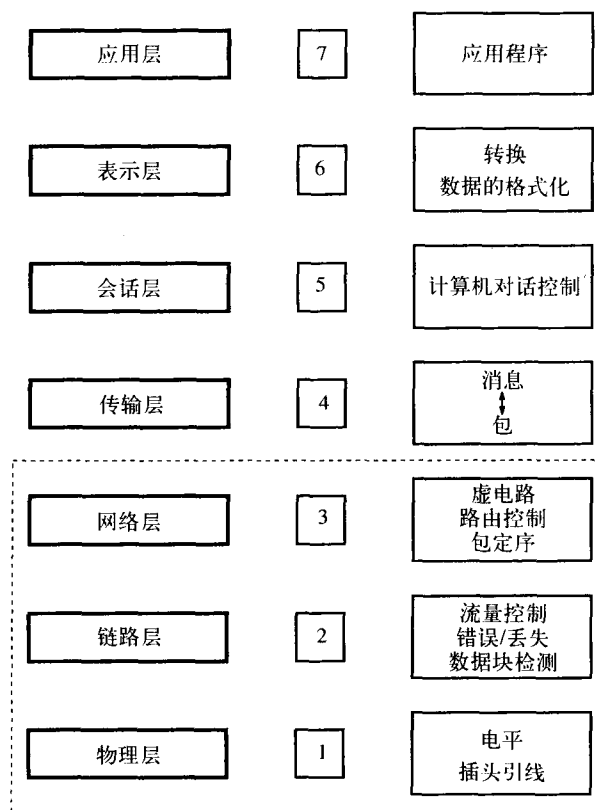 应用层 7 应用程序
表示层 6 转换
数据的格式化
会话层 5 计算机对话控制
传输层 4 消息
包
网络层 3 虚电路
路由控制
包定序
链路层 2 流量控制
错误/丢失
数据块检测
物理层 1 电平
插头引线